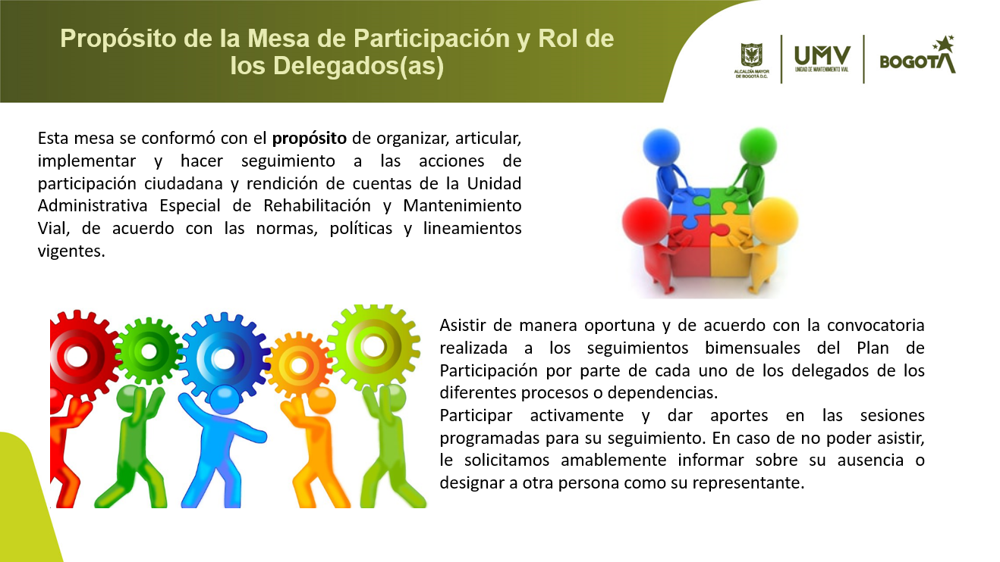 Propósito de la Mesa de Participación y Rol de
los Delegados(as)
ALCALDÍA MAYOR
DE BOGOTÁ D.C.
UMV
UNIDAD DE MANTENIMIENTO VIAL
BOGOTÁ
Esta mesa se conformó con el propósito de organizar, articular,
implementar y hacer seguimiento a las acciones de
participación ciudadana y rendición de cuentas de la Unidad
Administrativa Especial de Rehabilitación y Mantenimiento
Vial, de acuerdo con las normas, políticas y lineamientos
vigentes.
Asistir de manera oportuna y de acuerdo con la convocatoria
realizada a los seguimientos bimensuales del Plan de
Participación por parte de cada uno de los delegados de los
diferentes procesos o dependencias.
Participar activamente y dar aportes en las sesiones
programadas para su seguimiento. En caso de no poder asistir,
le solicitamos amablemente informar sobre su ausencia o
designar a otra persona como su representante.